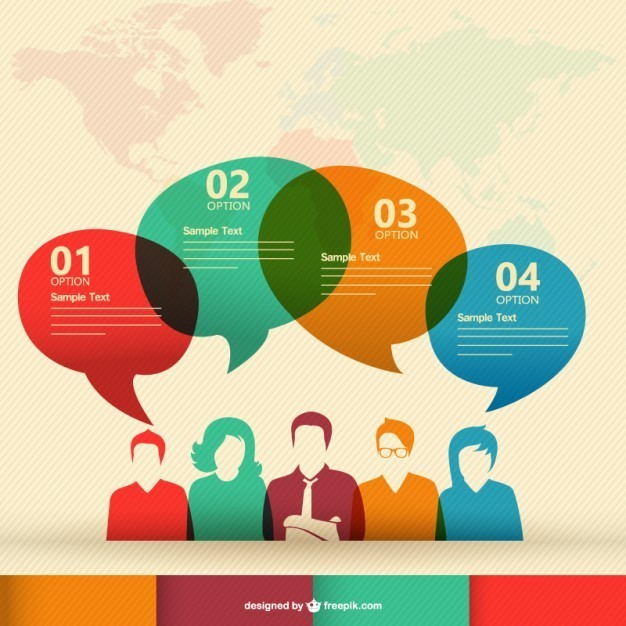 01
OPTION
Sample Text
02
OPTION
Sample Text
03
OPTION
Sample Text
04
OPTION
Sample Text
designed by freepik.com